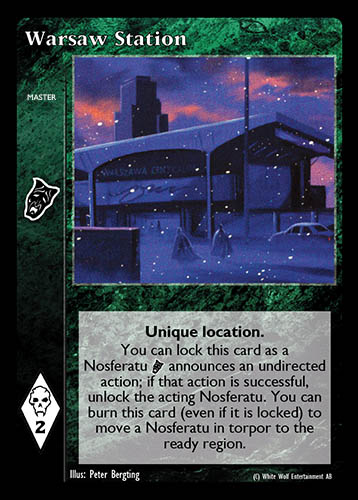 Warsaw Station
MASTER
WARSZAWA CENTRALNA
Unique location.
You can lock this card as a
Nosferatu announces an undirected
action; if that action is successful,
unlock the acting Nosferatu. You can
burn this card (even if it is locked) to
move a Nosferatu in torpor to the
ready region.
2
Illus: Peter Bergting
(C) White Wolf Entertainment AB